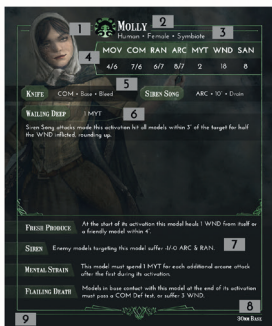 1
2
MOLLY
Human • Female • Symbiote
3
4
MOV COM RAN ARC MYT WND SAN
4/6 7/6 6/7 8/7 2 18 8
5
KNIFE COM • Base • Bleed SIREN SONG ARC • 10" • Drain
WAILING DEEP 1 MYT
6
Siren Song attacks made this activation hit all models within 3" of the target for half
the WND inflicted, rounding up.
FRESH PRODUCE At the start of its activation this model heals 1 WND from itself or
a friendly model within 4".
SIREN Enemy models targeting this model suffer -1/-0 ARC & RAN.
7
MENTAL STRAIN This model must spend 1 MYT for each additional arcane attack
after the first during its activation.
FLAILING DEATH Models in base contact with this model at the end of its activation
must pass a COM Def test, or suffer 3 WND.
8
9
30MM BASE